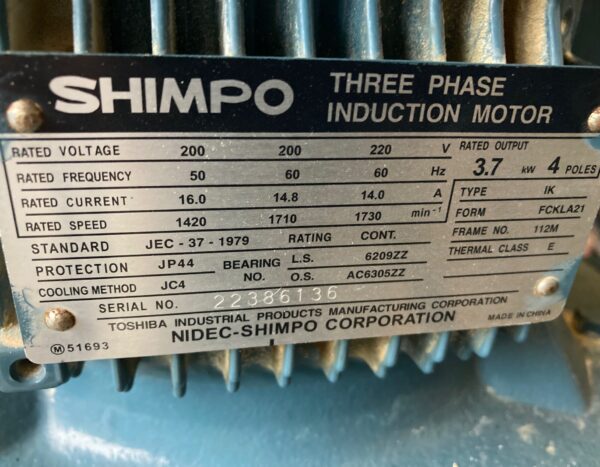 SHIMPO THREE PHASE
INDUCTION MOTOR
RATED VOLTAGE 200 200 220 V
RATED FREQUENCY 50 60 60 Hz
RATED CURRENT 16.0 14.8 14.0 A
RATED SPEED 1420 1710 1730 min⁻¹
RATED OUTPUT
3.7 kW 4 POLES
TYPE IK
FORM FCKLA21
FRAME NO. 112M
THERMAL CLASS E
STANDARD JEC - 37 - 1979 RATING CONT.
PROTECTION JP44 BEARING L.S. 6209ZZ
COOLING METHOD JC4 NO. O.S. AC6305ZZ
SERIAL NO. 22386136
TOSHIBA INDUSTRIAL PRODUCTS MANUFACTURING CORPORATION
NIDEC-SHIMPO CORPORATION
MADE IN CHINA
Ⓜ51693